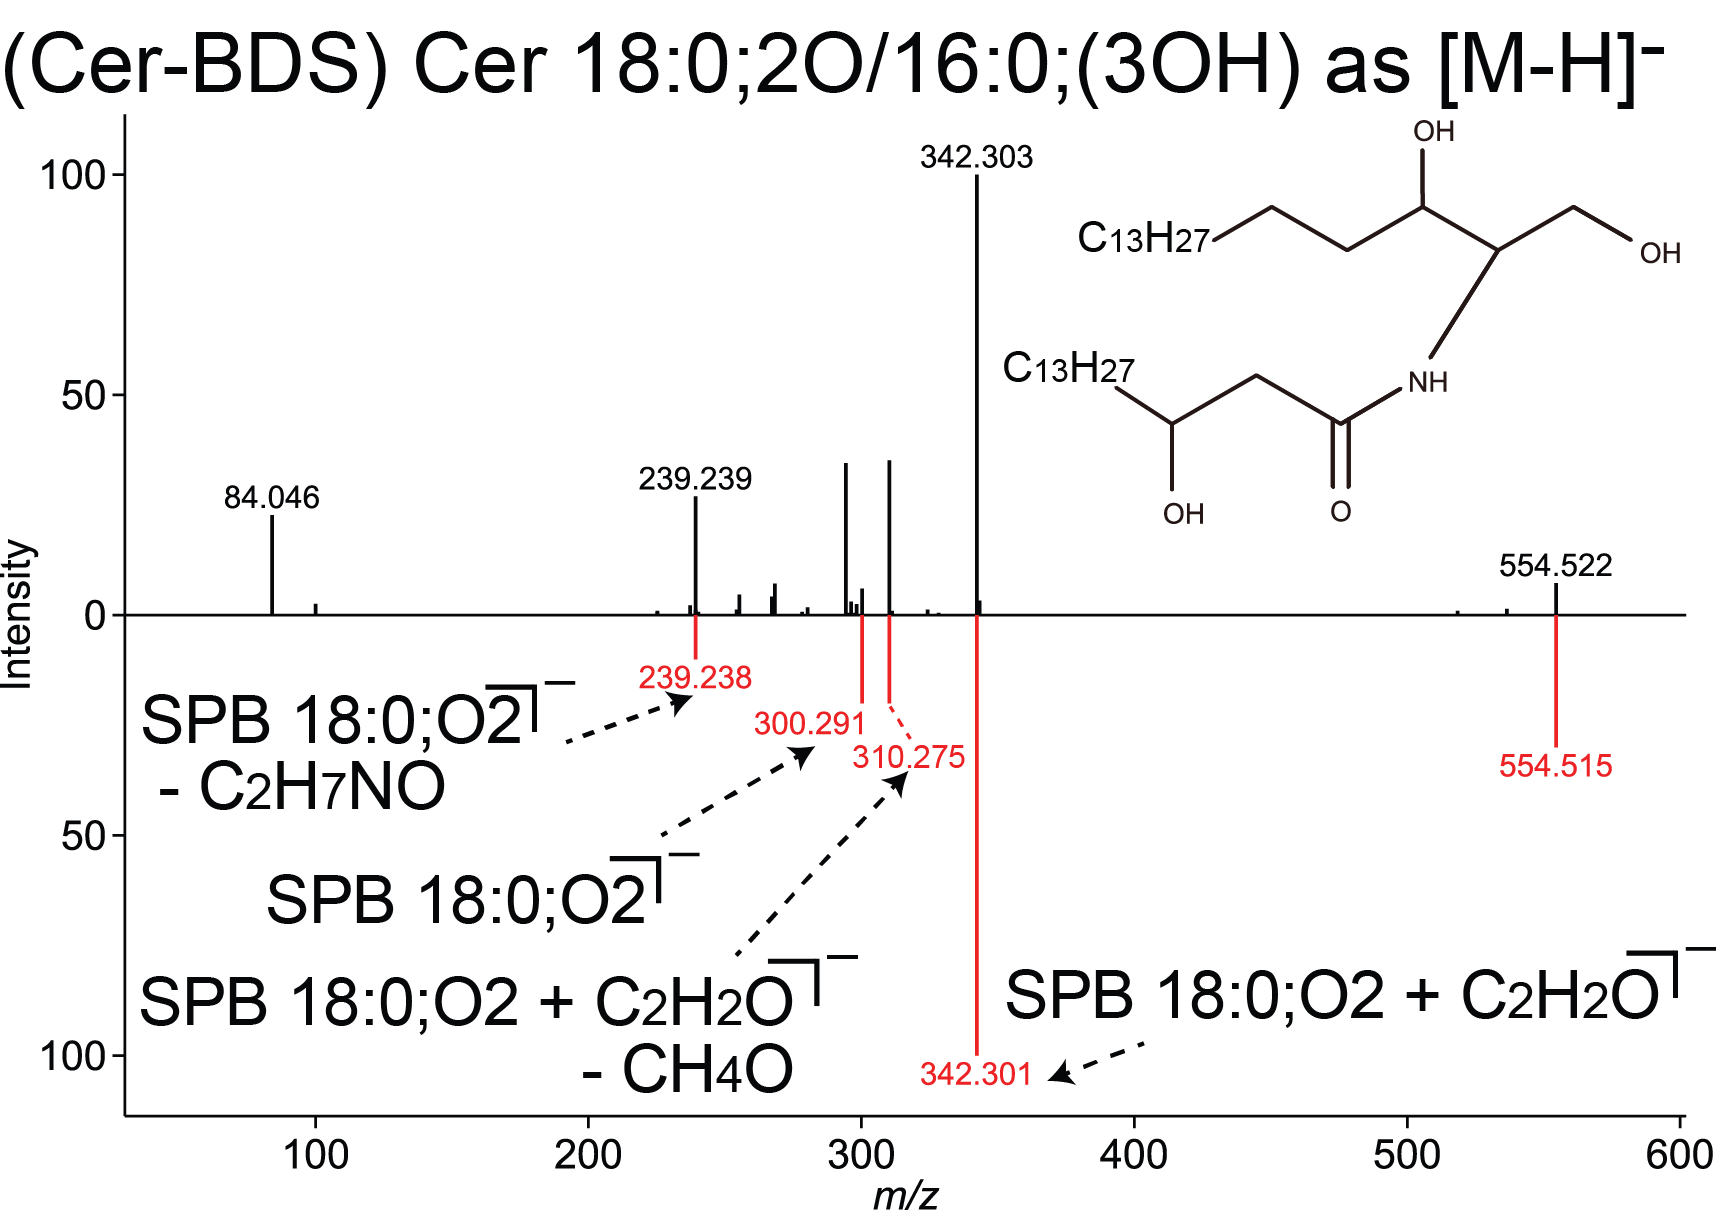 (Cer-BDS) Cer 18:0;2O/16:0;(3OH) as [M-H]⁻
Intensity
100
50
0
50
100
342.303
84.046
239.239
554.522
OH
C13H27
OH
C13H27
NH
OH
O
239.238
300.291
310.275
554.515
342.301
SPB 18:0;O2⁻
- C2H7NO
SPB 18:0;O2⁻
SPB 18:0;O2 + C2H2O⁻
- CH4O
SPB 18:0;O2 + C2H2O⁻
100
200
300
400
500
600
m/z